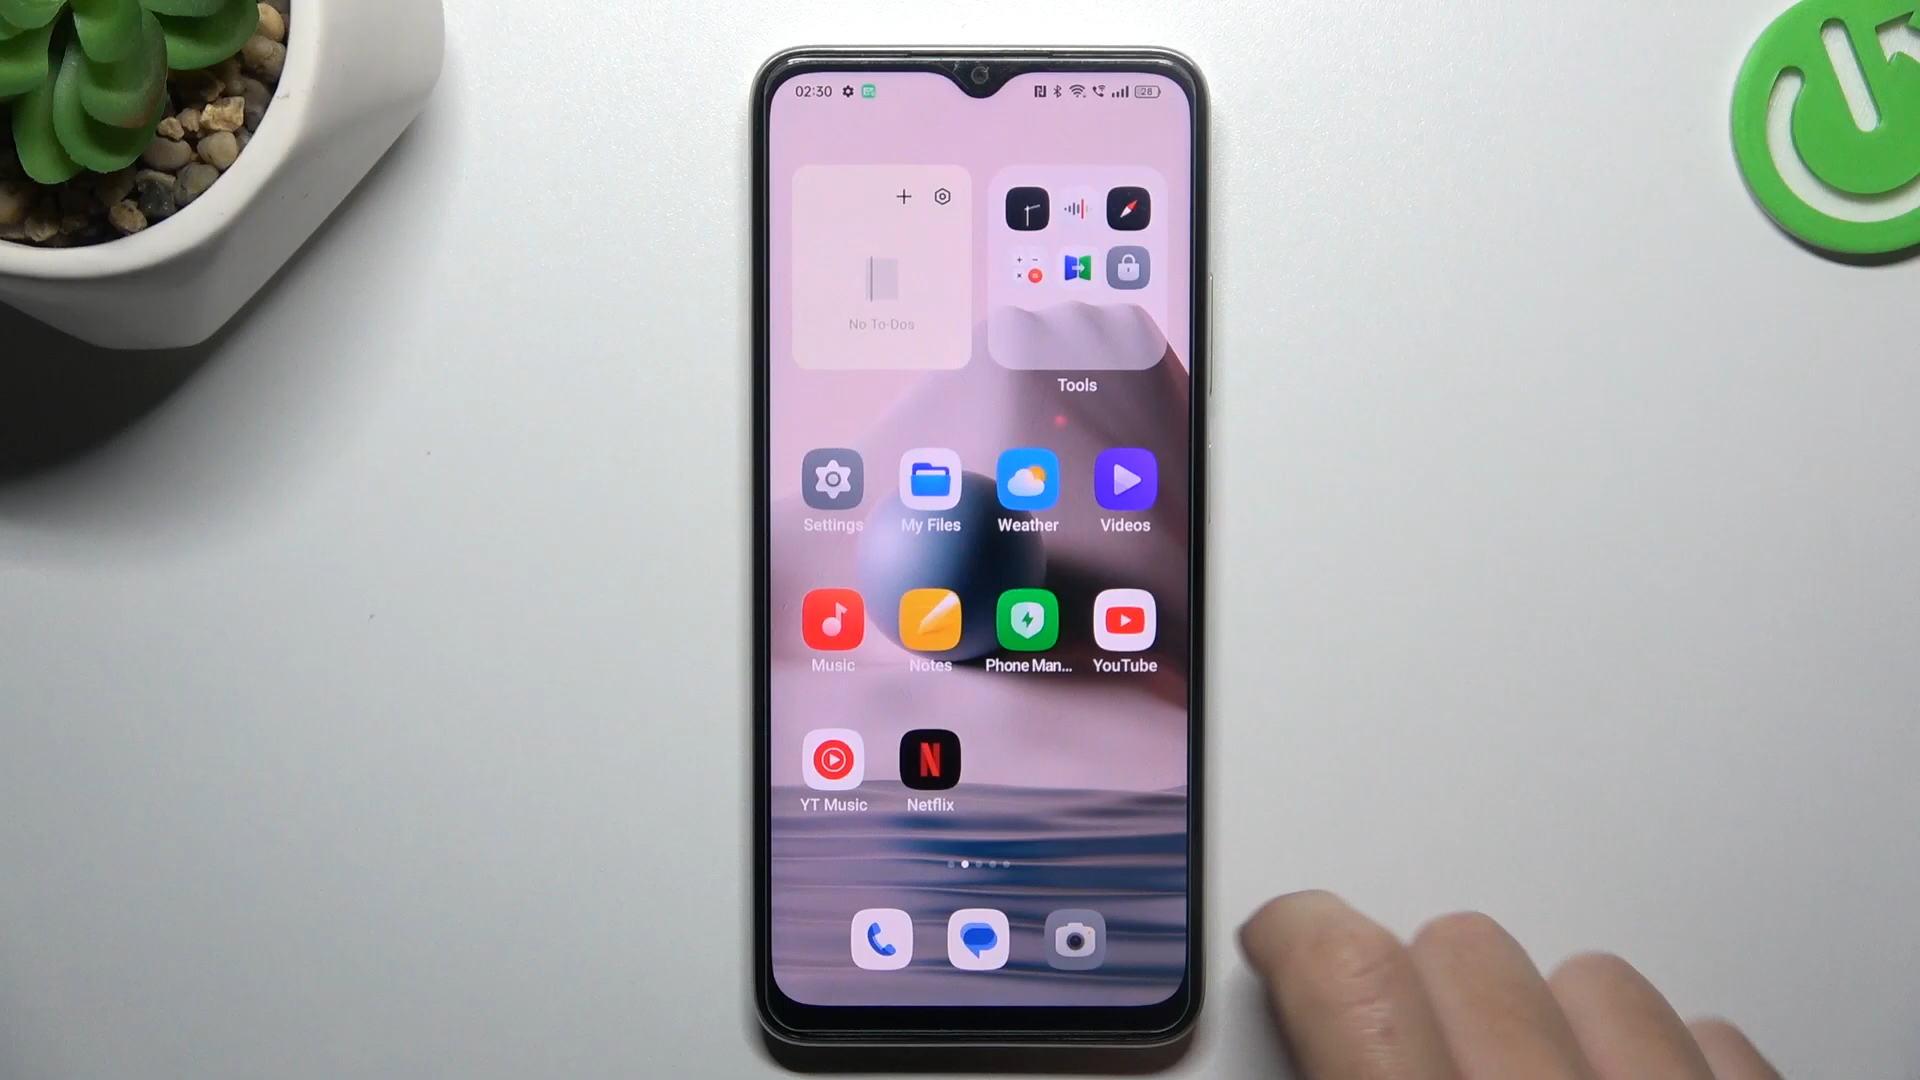 02:30
28
No To-Dos
Tools
Settings My Files Weather Videos
Music Notes Phone Man... YouTube
YT Music Netflix